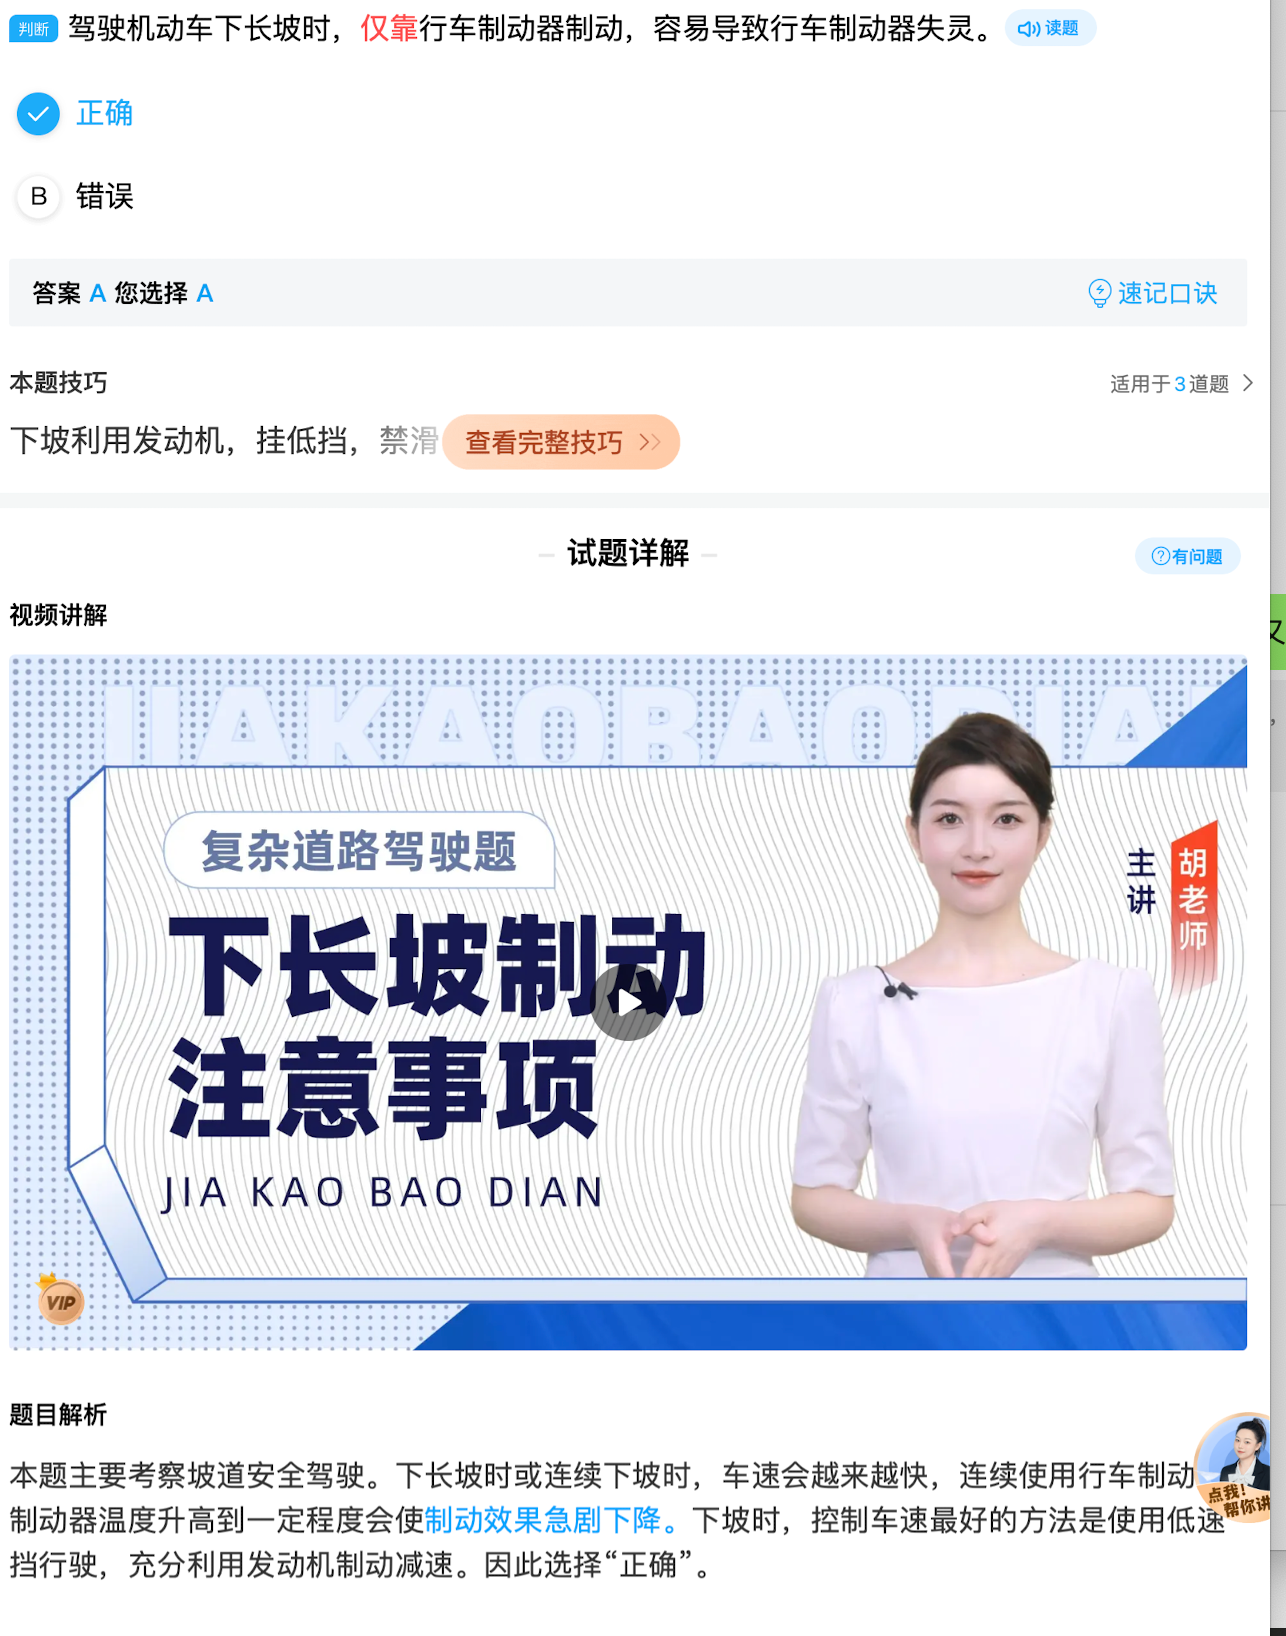 判断 驾驶机动车下长坡时，仅靠行车制动器制动，容易导致行车制动器失灵。 读题
正确
B 错误
答案 A 您选择 A 速记口诀
本题技巧 适用于3道题
下坡利用发动机，挂低挡，禁滑 查看完整技巧
试题详解 有问题
视频讲解
JIAKAOBAODIAN
复杂道路驾驶题
下长坡制动
注意事项
JIA KAO BAO DIAN
主讲 胡老师
VIP
题目解析
本题主要考察坡道安全驾驶。下长坡时或连续下坡时，车速会越来越快，连续使用行车制动
制动器温度升高到一定程度会使制动效果急剧下降。下坡时，控制车速最好的方法是使用低速
挡行驶，充分利用发动机制动减速。因此选择“正确”。
点我！
帮你讲